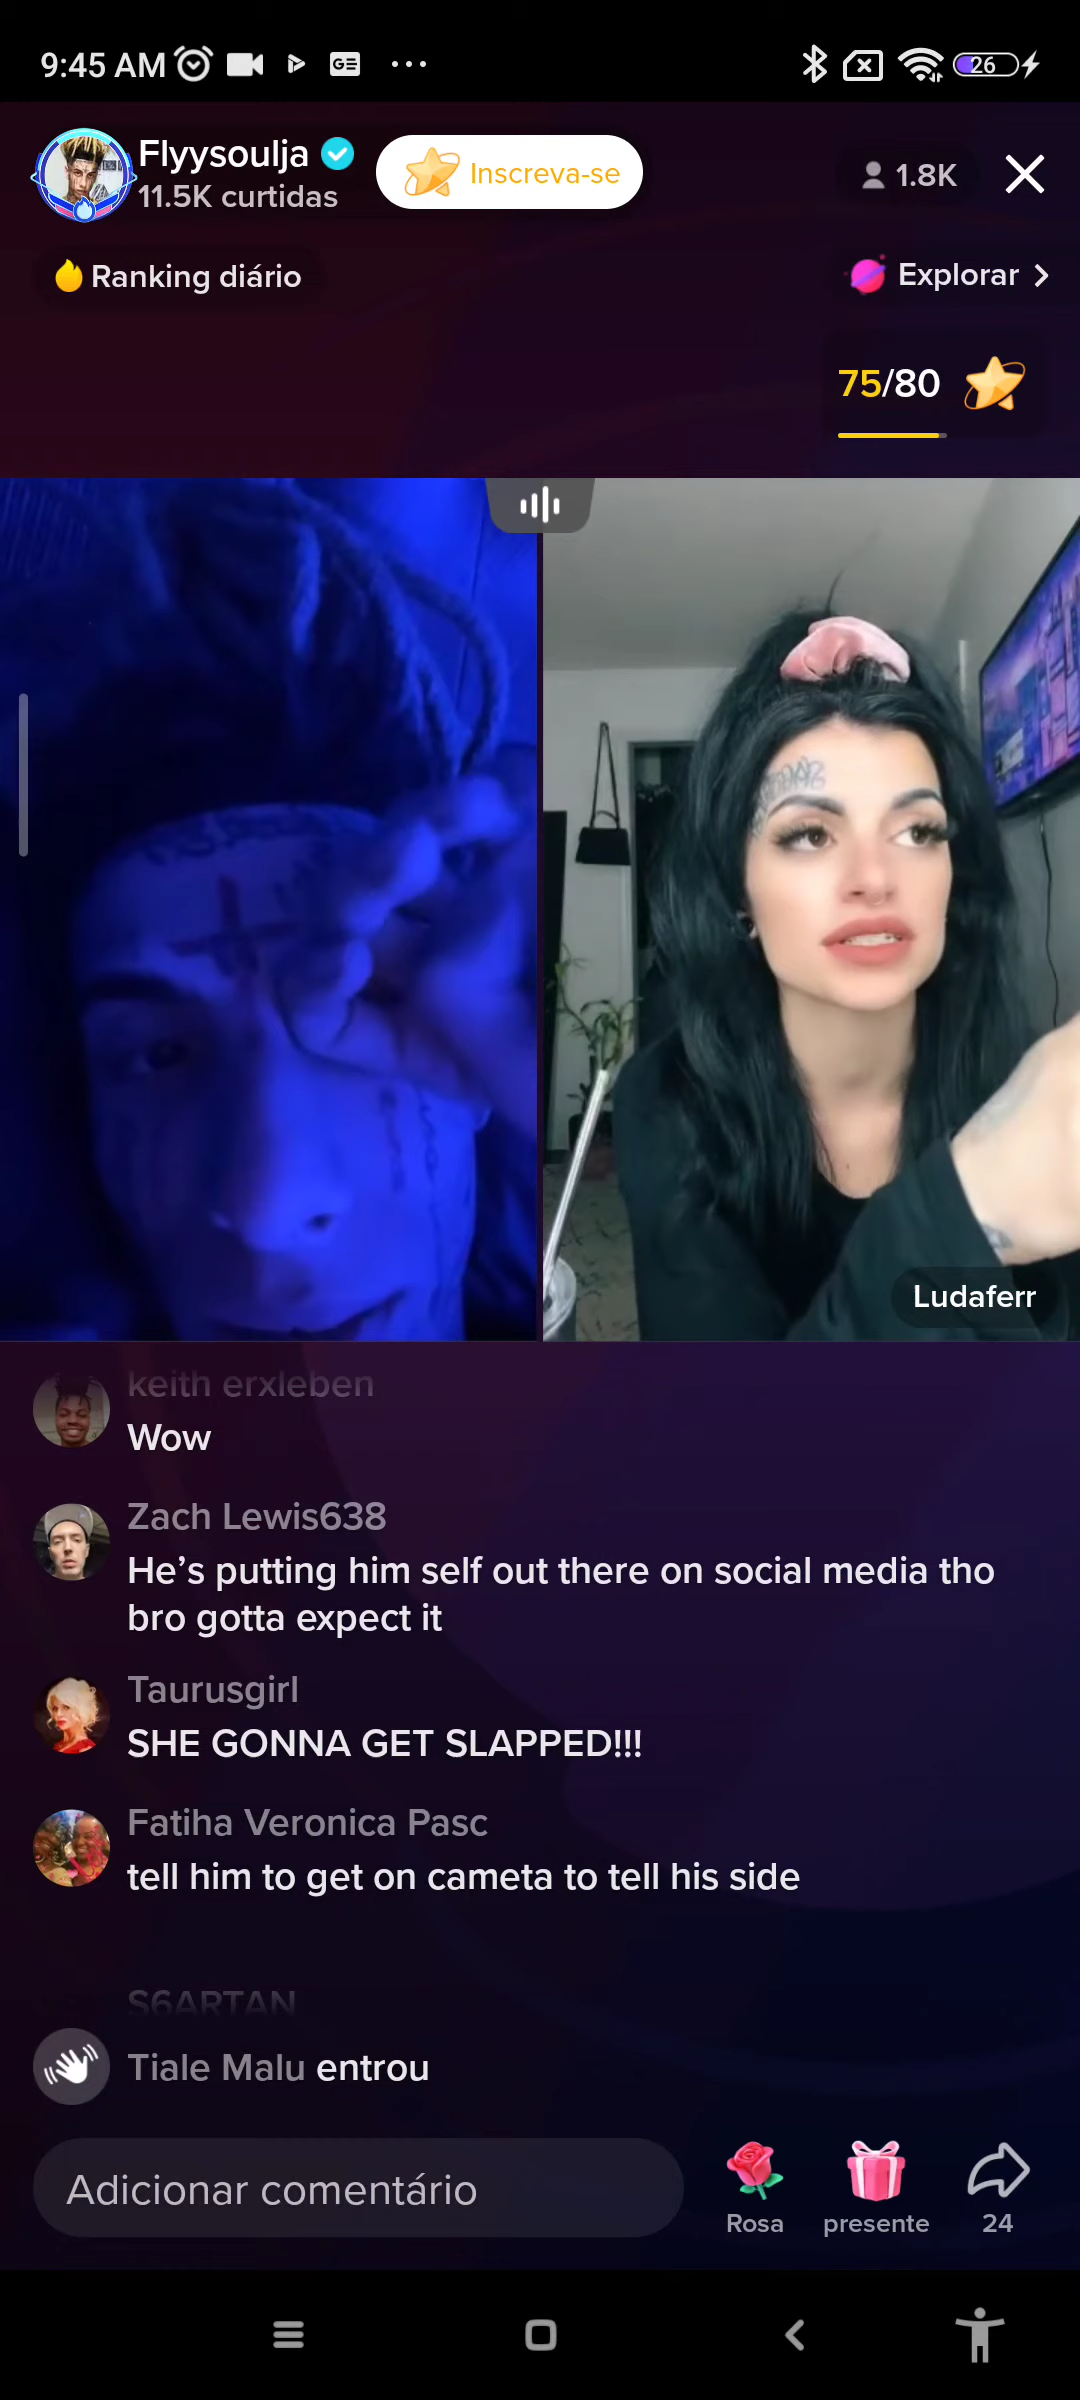 9:45 AM
GE
26
Flyysoulja
11.5K curtidas
Inscreva-se
1.8K
Ranking diário
Explorar
75/80
Ludaferr
keith erxleben
Wow
Zach Lewis638
He’s putting him self out there on social media tho
bro gotta expect it
Taurusgirl
SHE GONNA GET SLAPPED!!!
Fatiha Veronica Pasc
tell him to get on cameta to tell his side
S6ARTAN
Tiale Malu entrou
Adicionar comentário
Rosa
presente
24